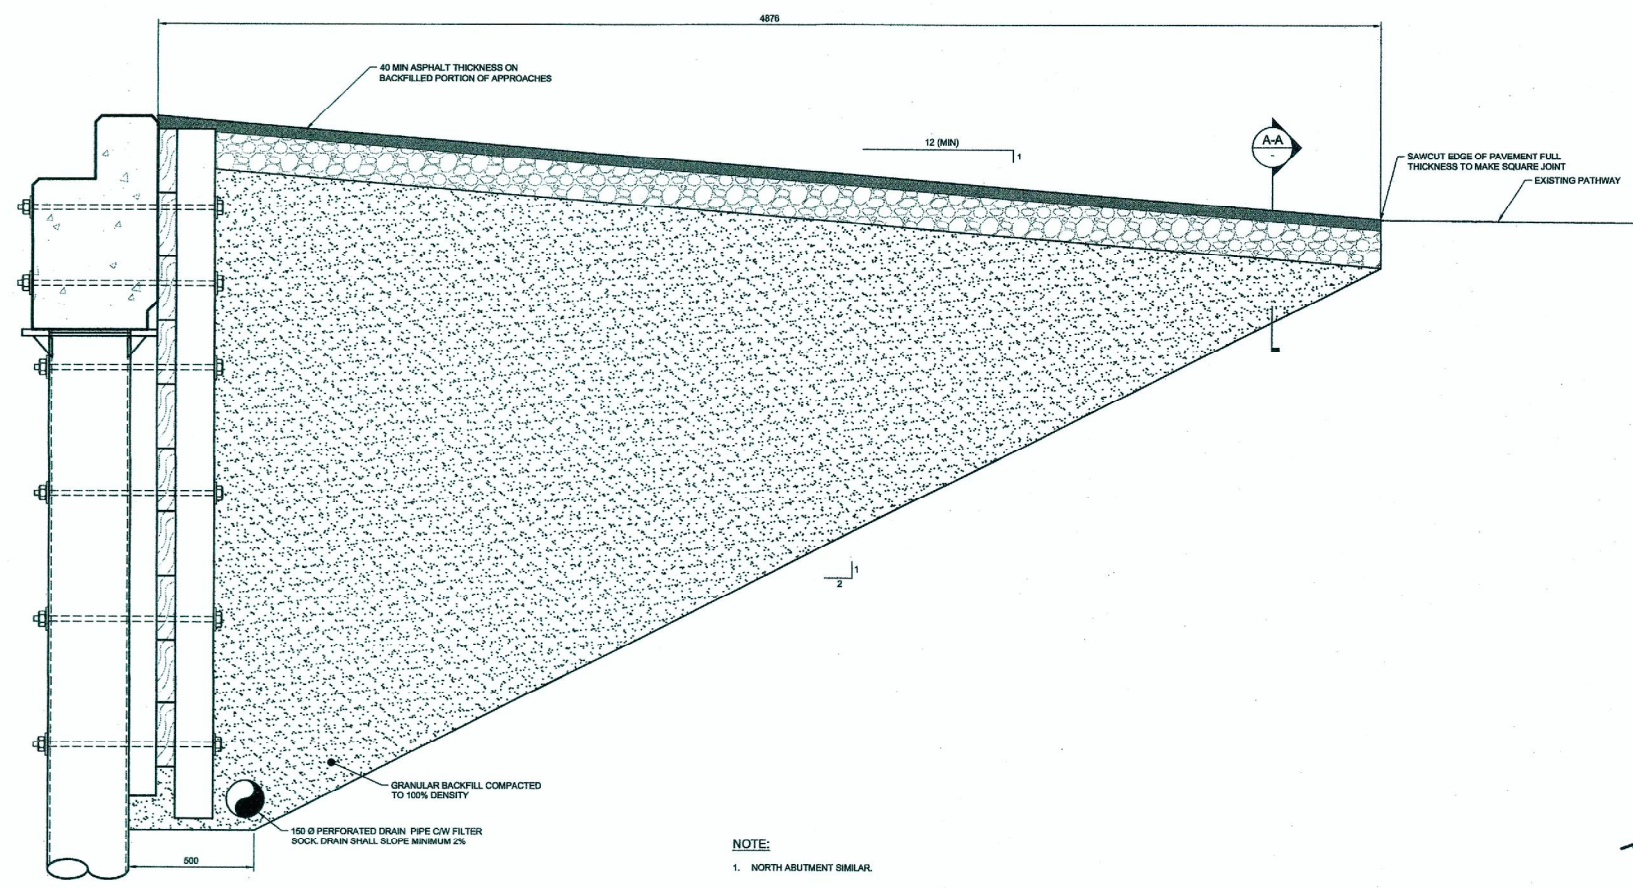 4876
40 MIN ASPHALT THICKNESS ON
BACKFILLED PORTION OF APPROACHES
12 (MIN)
1
A-A
-
SAWCUT EDGE OF PAVEMENT FULL
THICKNESS TO MAKE SQUARE JOINT
EXISTING PATHWAY
1
2
GRANULAR BACKFILL COMPACTED
TO 100% DENSITY
150 Ø PERFORATED DRAIN PIPE C/W FILTER
SOCK. DRAIN SHALL SLOPE MINIMUM 2%
500
NOTE:
1. NORTH ABUTMENT SIMILAR.